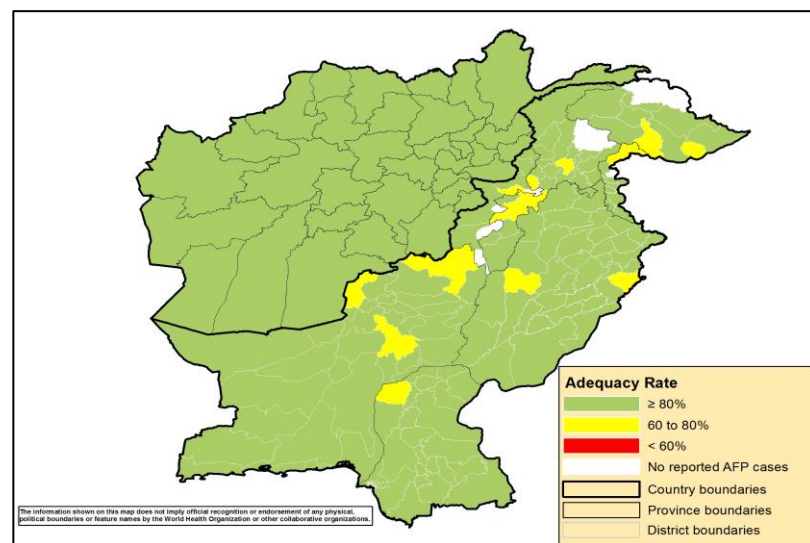 Adequacy Rate
≥ 80%
60 to 80%
< 60%
No reported AFP cases
Country boundaries
Province boundaries
District boundaries
The information shown on this map does not imply official recognition or endorsement of any physical,
political boundaries or feature names by the World Health Organization or other collaborative organizations.